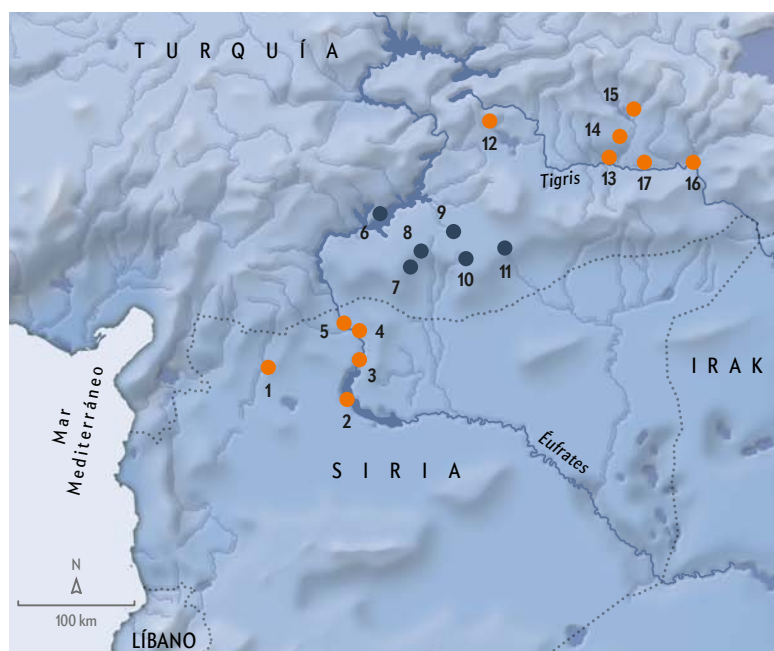 TURQUÍA
15
14
12
13
17
16
Tigris
9
6
8
11
10
7
5
4
3
1
2
IRAK
Mar
Mediterráneo
Éufrates
SIRIA
N
100 km
LÍBANO